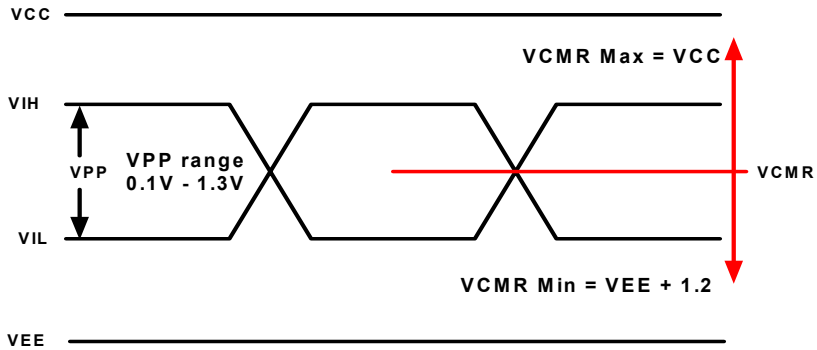 VCC
VCMR Max = VCC
VIH
VPP
VPP range
0.1V - 1.3V
VCMR
VIL
VCMR Min = VEE + 1.2
VEE